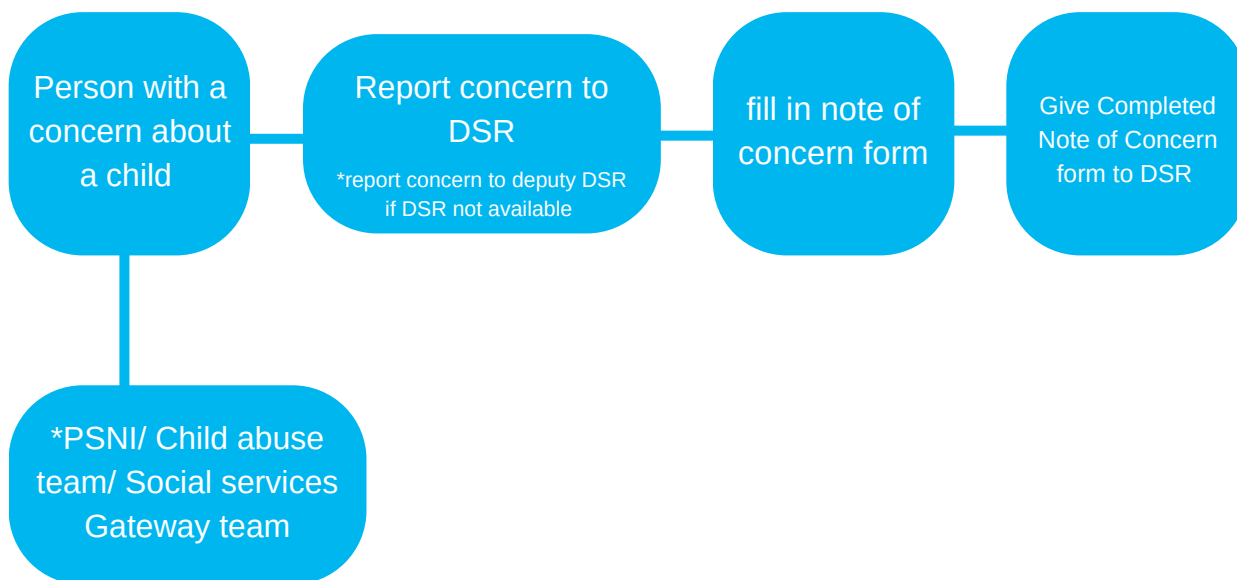 Person with a
concern about
a child
Report concern to
DSR
*report concern to deputy DSR
if DSR not available
fill in note of
concern form
Give Completed
Note of Concern
form to DSR
*PSNI/ Child abuse
team/ Social services
Gateway team